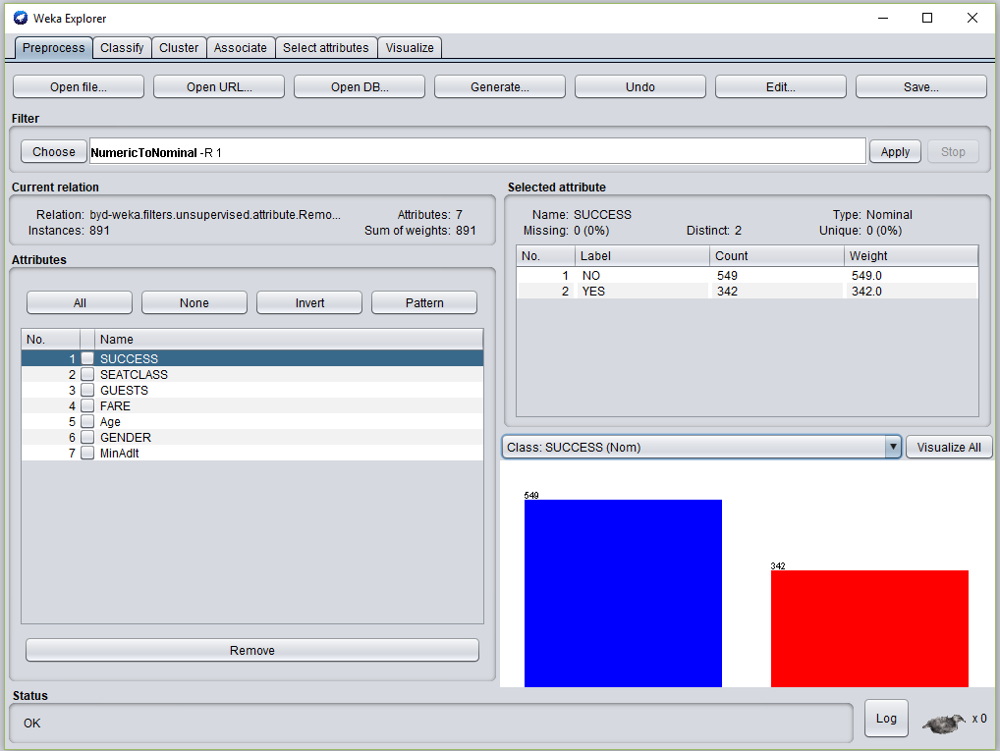 Weka Explorer
Preprocess Classify Cluster Associate Select attributes Visualize
Open file... Open URL... Open DB... Generate... Undo Edit... Save...
Filter
Choose NumericToNominal -R 1 Apply Stop
Current relation
Relation: byd-weka.filters.unsupervised.attribute.Remo... Attributes: 7
Instances: 891 Sum of weights: 891
Attributes
All None Invert Pattern
No. Name
1 SUCCESS
2 SEATCLASS
3 GUESTS
4 FARE
5 Age
6 GENDER
7 MinAdlt
Remove
Selected attribute
Name: SUCCESS Type: Nominal
Missing: 0 (0%) Distinct: 2 Unique: 0 (0%)
No. Label Count Weight
1 NO 549 549.0
2 YES 342 342.0
Class: SUCCESS (Nom) Visualize All
549
342
Status
OK
Log x 0